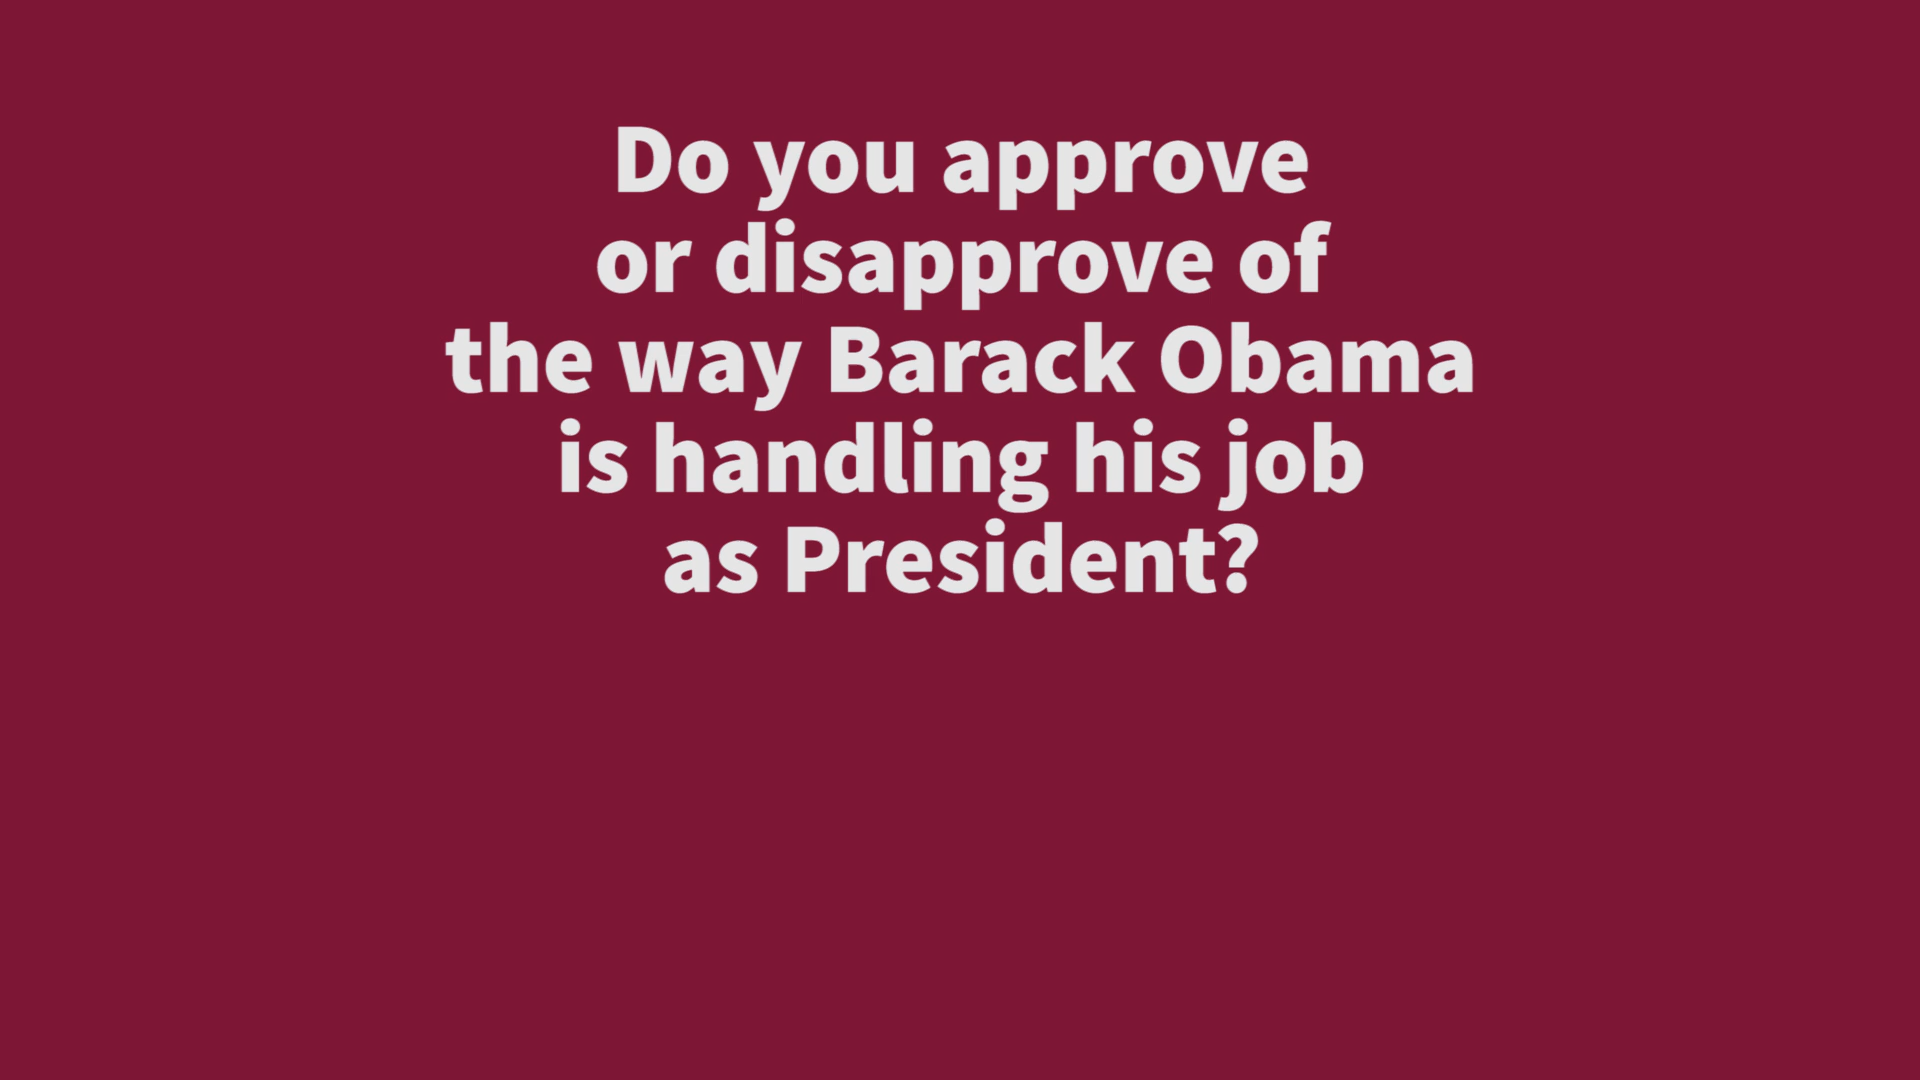 Do you approve
or disapprove of
the way Barack Obama
is handling his job
as President?